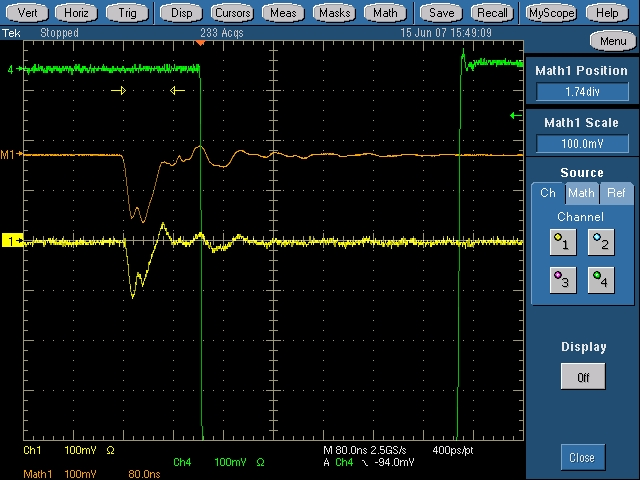 Vert Horiz Trig Disp Cursors Meas Masks Math Save Recall MyScope Help
Tek Stopped 233 Acqs 15 Jun 07 15:49:09
Menu
4
Math1 Position
1.74div
Math1 Scale
100.0mV
M1
Source
Ch Math Ref
Channel
1 2
1
3 4
Display
Off
Close
Ch1 100mV Ω M 80.0ns 2.5GS/s 400ps/pt
Ch4 100mV Ω A Ch4 -94.0mV
Math1 100mV 80.0ns